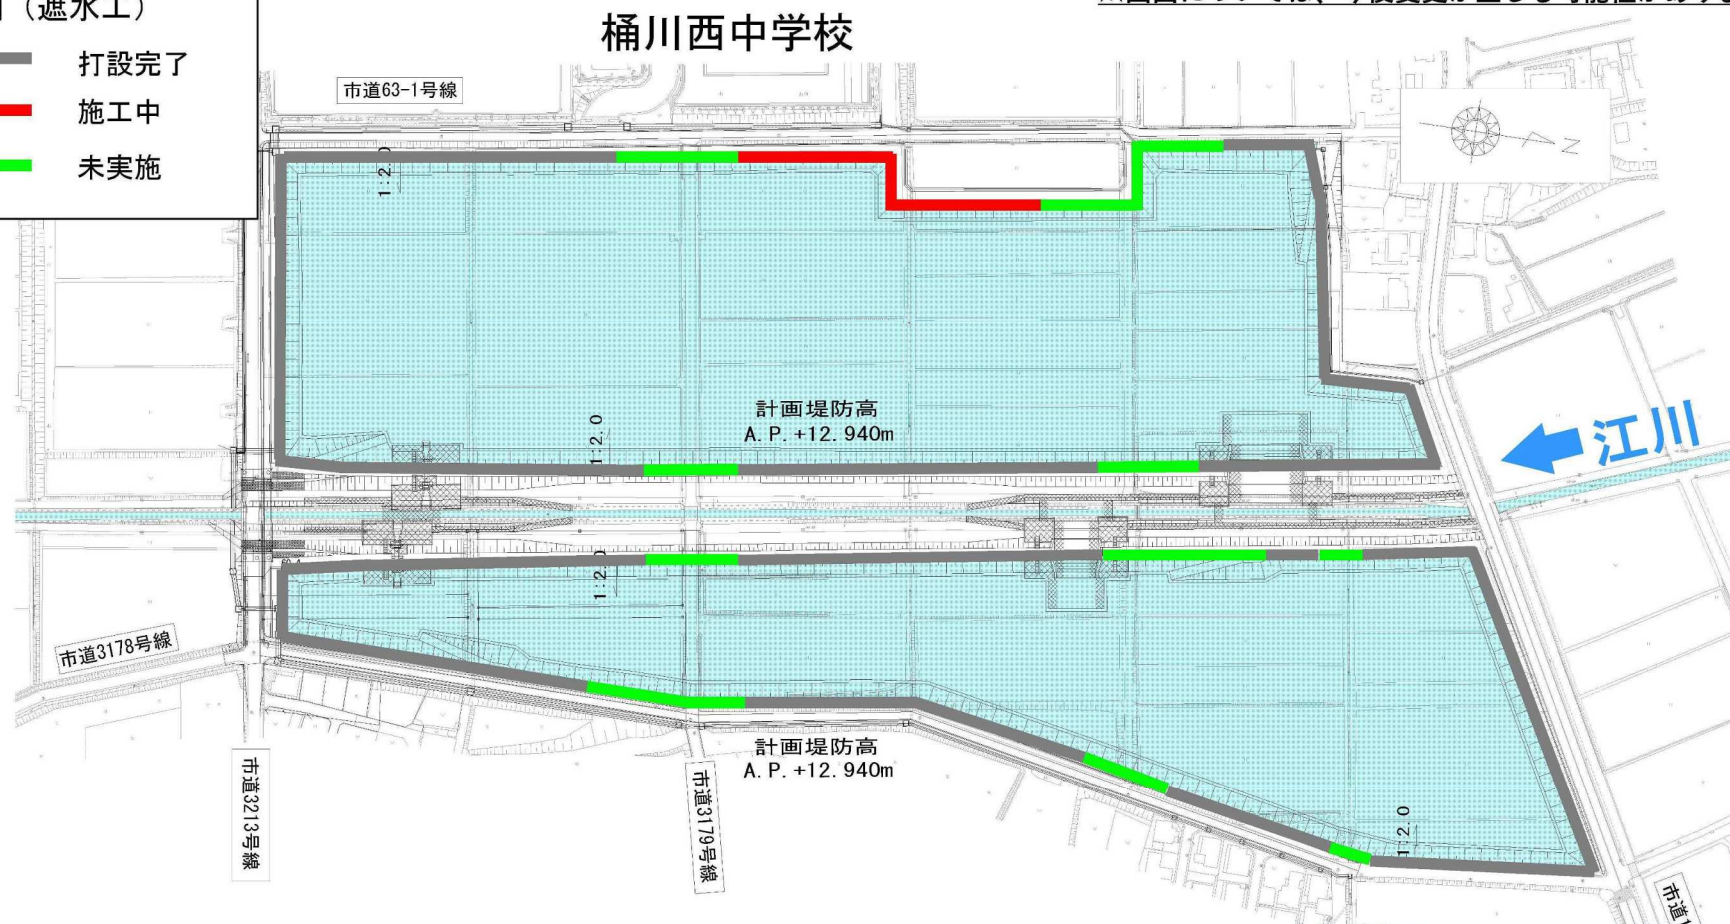 （遮水工）
打設完了
施工中
未実施
桶川西中学校
市道63-1号線
1:2.0
N
計画堤防高
A.P.+12.940m
1:2.0
江川
1:2.0
市道3178号線
計画堤防高
A.P.+12.940m
市道3213号線
市道3179号線
1:2.0
市道